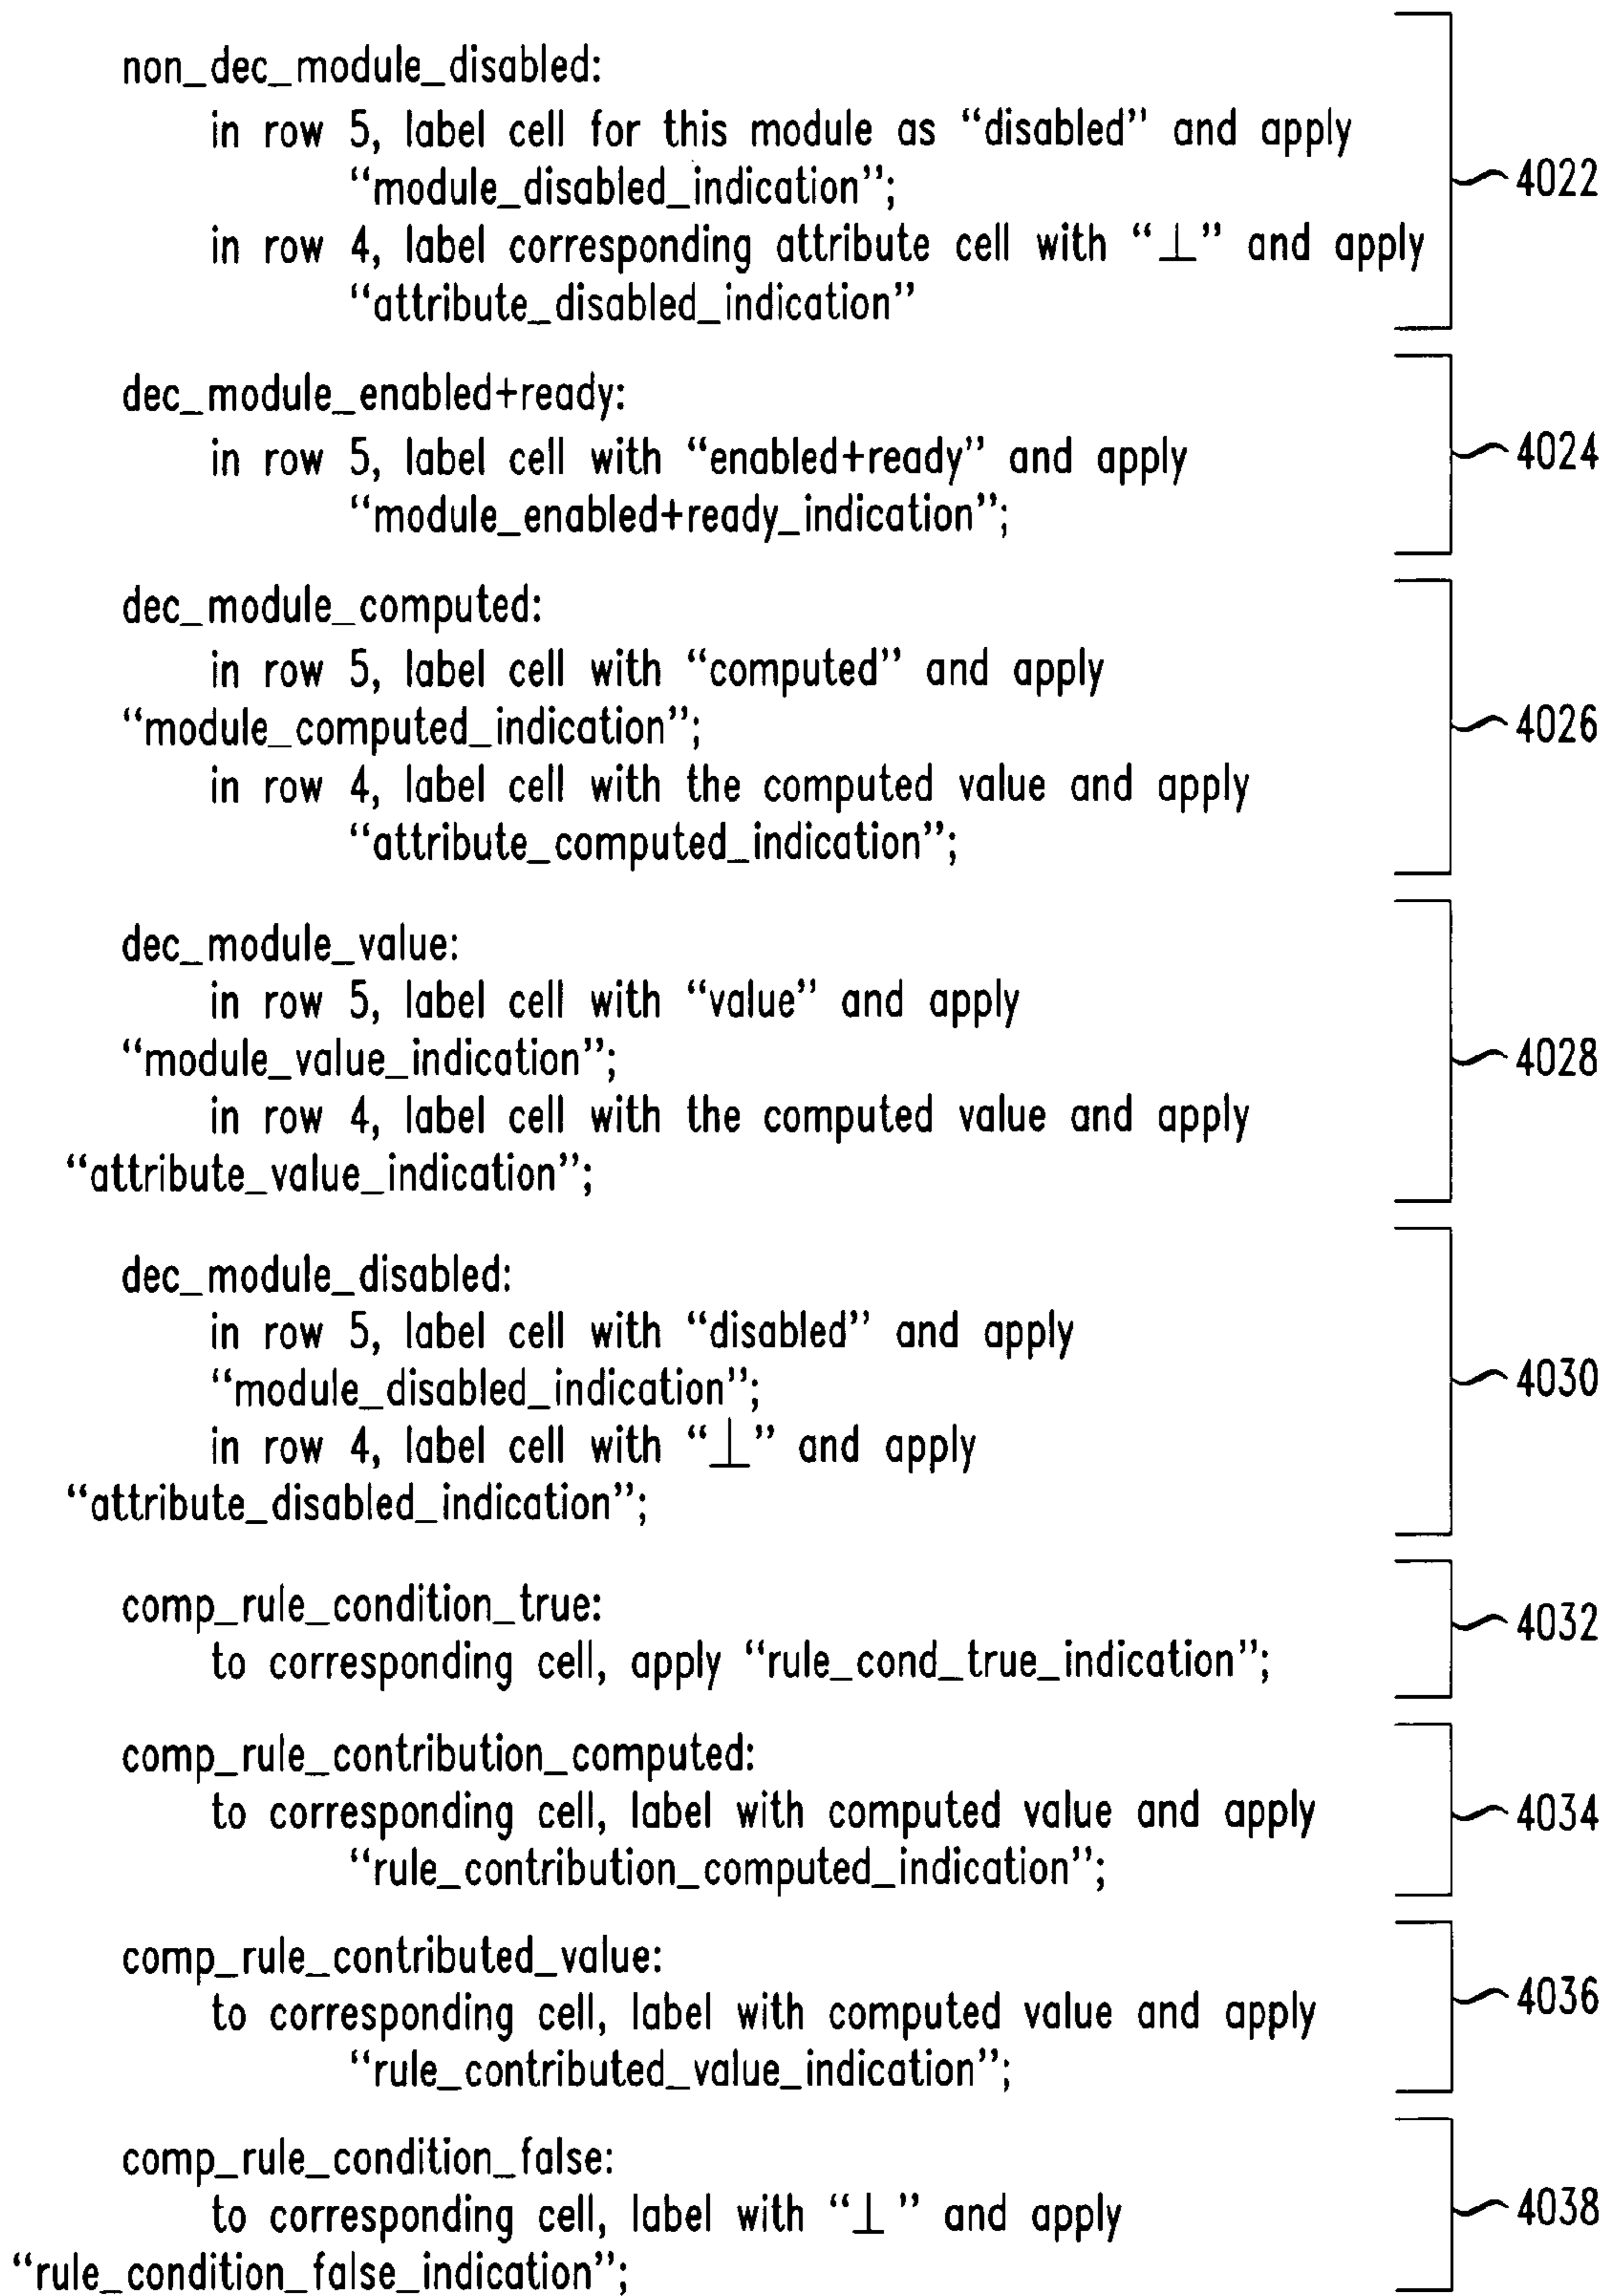 non_dec_module_disabled:
in row 5, label cell for this module as “disabled” and apply
“module_disabled_indication”;
in row 4, label corresponding attribute cell with “⊥” and apply
“attribute_disabled_indication”
4022
dec_module_enabled+ready:
in row 5, label cell with “enabled+ready” and apply
“module_enabled+ready_indication”;
4024
dec_module_computed:
in row 5, label cell with “computed” and apply
“module_computed_indication”;
in row 4, label cell with the computed value and apply
“attribute_computed_indication”;
4026
dec_module_value:
in row 5, label cell with “value” and apply
“module_value_indication”;
in row 4, label cell with the computed value and apply
“attribute_value_indication”;
4028
dec_module_disabled:
in row 5, label cell with “disabled” and apply
“module_disabled_indication”;
in row 4, label cell with “⊥” and apply
“attribute_disabled_indication”;
4030
comp_rule_condition_true:
to corresponding cell, apply “rule_cond_true_indication”;
4032
comp_rule_contribution_computed:
to corresponding cell, label with computed value and apply
“rule_contribution_computed_indication”;
4034
comp_rule_contributed_value:
to corresponding cell, label with computed value and apply
“rule_contributed_value_indication”;
4036
comp_rule_condition_false:
to corresponding cell, label with “⊥ ” and apply
“rule_condition_false_indication”;
4038